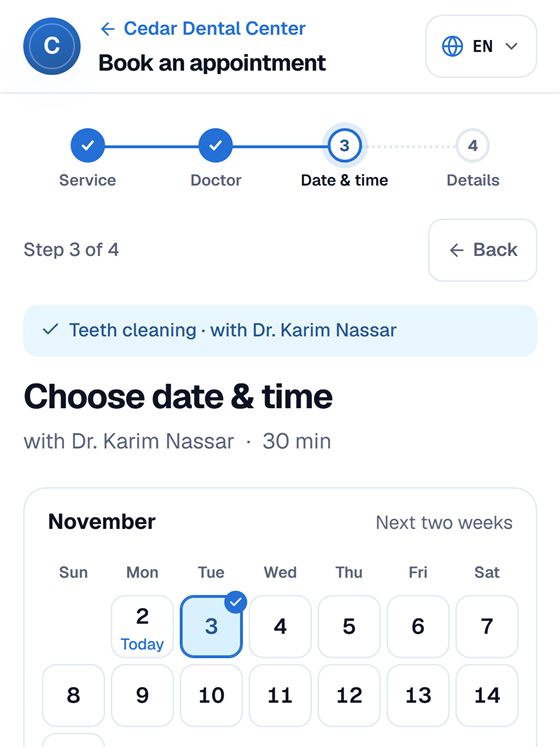 C
← Cedar Dental Center
Book an appointment
EN
3
4
Service
Doctor
Date & time
Details
Step 3 of 4
← Back
Teeth cleaning · with Dr. Karim Nassar
Choose date & time
with Dr. Karim Nassar · 30 min
November
Next two weeks
Sun Mon Tue Wed Thu Fri Sat
2 3 4 5 6 7
Today
8 9 10 11 12 13 14